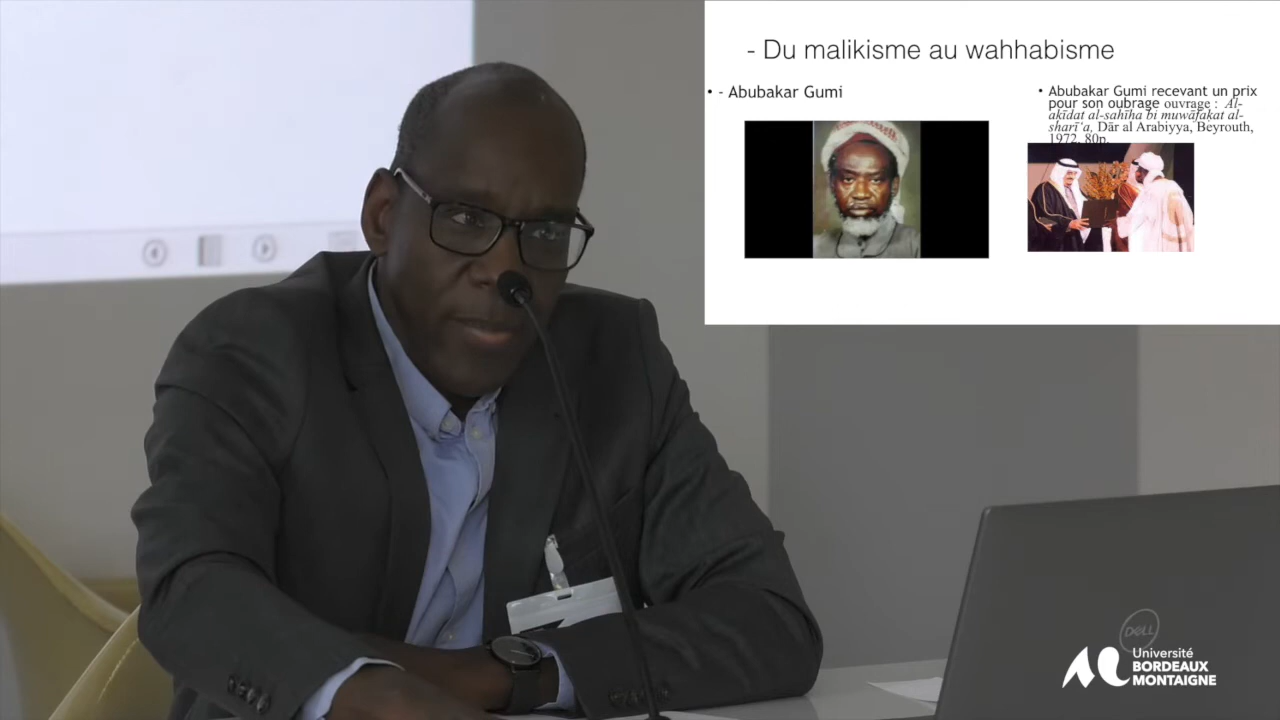 - Du malikisme au wahhabisme
• - Abubakar Gumi
• Abubakar Gumi recevant un prix
pour son oubrage ouvrage : Al-
akīdat al-sahīha bi muwāfakat al-
sharī‘a, Dār al Arabiyya, Beyrouth,
1972, 80p.
DELL
Université
BORDEAUX
MONTAIGNE